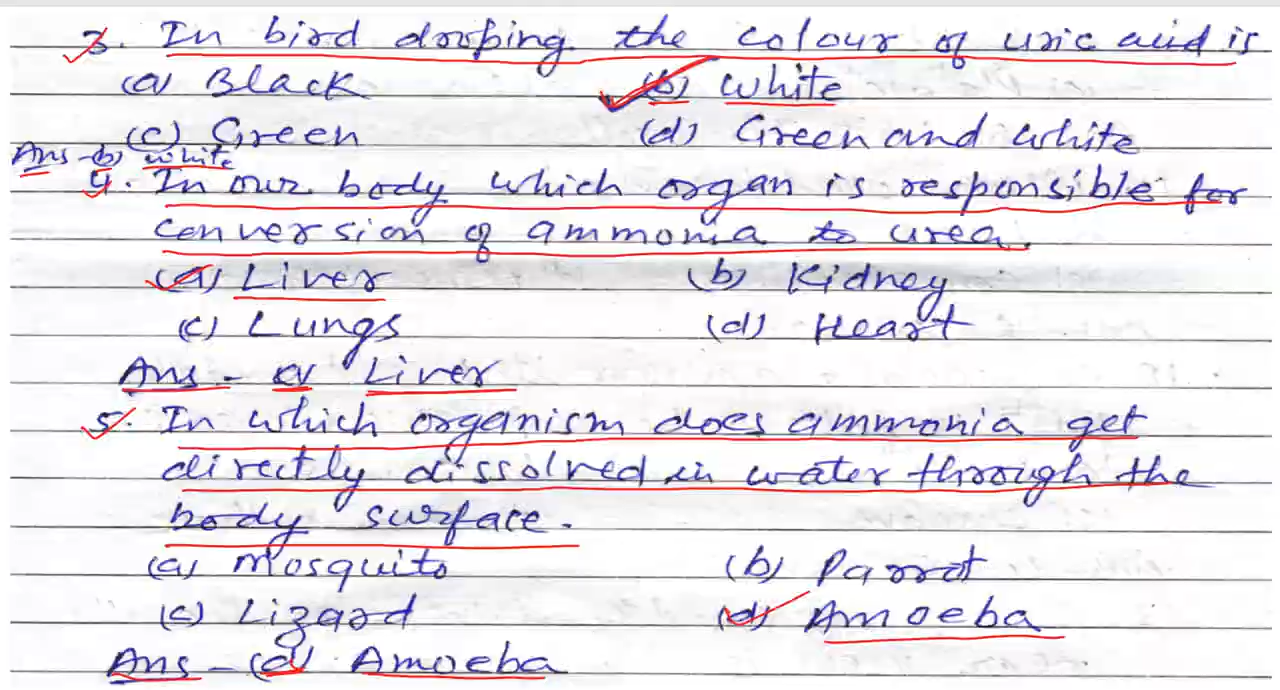 3. In bird droping the colour of uric acid is
(a) Black (b) White
(c) Green (d) Green and white
Ans - b) white
4. In our body which organ is responsible for
conversion of ammonia to urea.
(a) Liver (b) Kidney
(c) Lungs (d) Heart
Ans - a) Liver
5. In which organism does ammonia get
directly dissolved in water through the
body surface.
(a) Mosquito (b) Parrot
(c) Lizard (d) Amoeba
Ans - (d) Amoeba